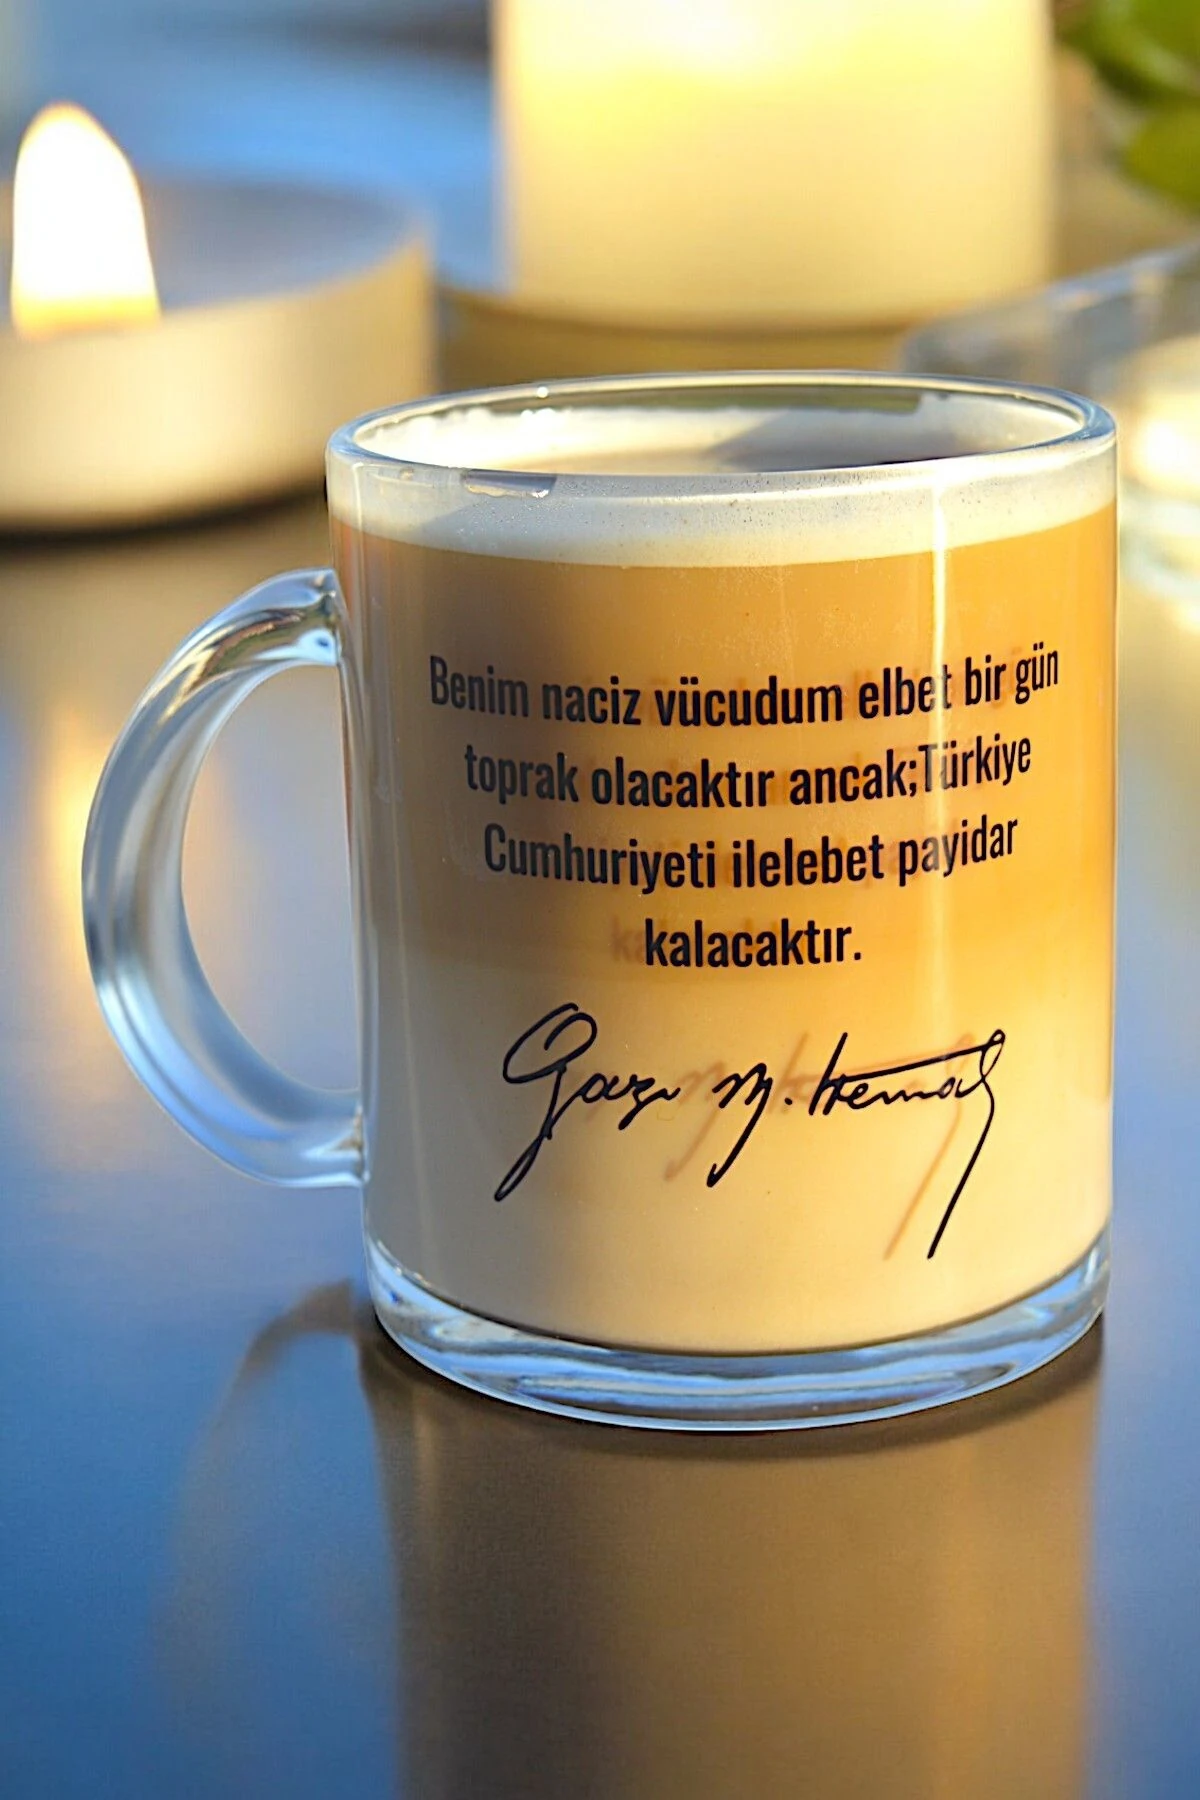 Benim naciz vücudum elbet bir gün
toprak olacaktır ancak;Türkiye
Cumhuriyeti ilelebet payidar
kalacaktır.
Gazi M. Kemal